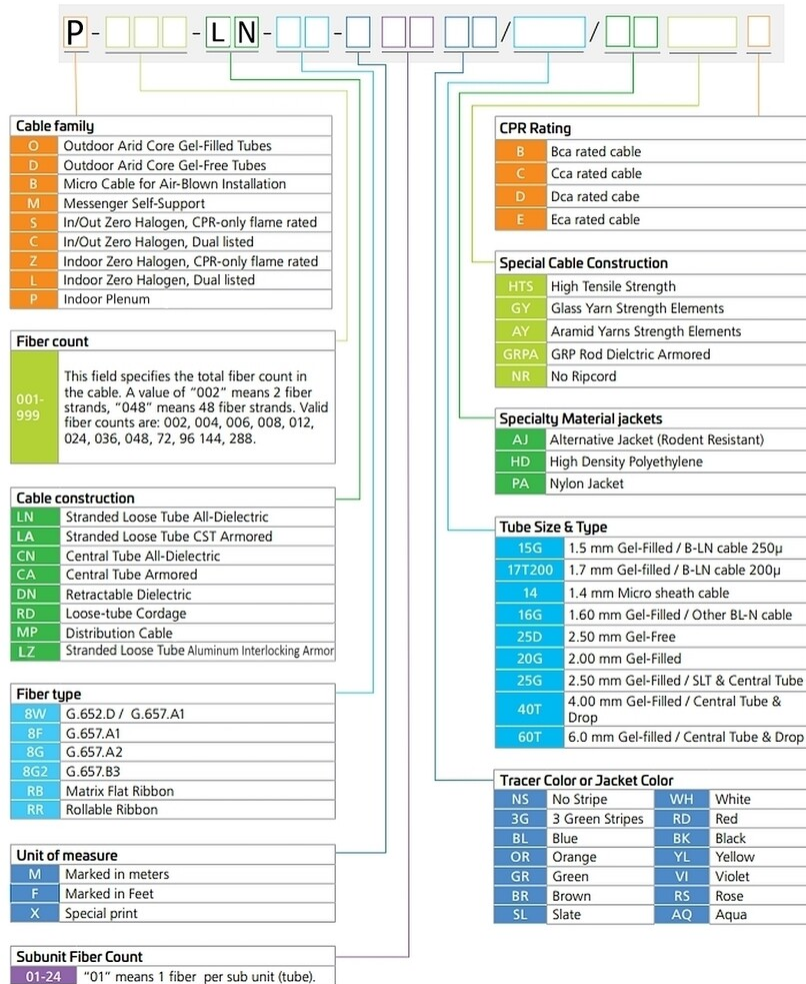 P - - L N - - / /
Cable family
O Outdoor Arid Core Gel-Filled Tubes
D Outdoor Arid Core Gel-Free Tubes
B Micro Cable for Air-Blown Installation
M Messenger Self-Support
S In/Out Zero Halogen, CPR-only flame rated
C In/Out Zero Halogen, Dual listed
Z Indoor Zero Halogen, CPR-only flame rated
L Indoor Zero Halogen, Dual listed
P Indoor Plenum
Fiber count
001-
999
This field specifies the total fiber count in
the cable. A value of “002” means 2 fiber
strands, “048” means 48 fiber strands. Valid
fiber counts are: 002, 004, 006, 008, 012,
024, 036, 048, 72, 96 144, 288.
Cable construction
LN Stranded Loose Tube All-Dielectric
LA Stranded Loose Tube CST Armored
CN Central Tube All-Dielectric
CA Central Tube Armored
DN Retractable Dielectric
RD Loose-tube Cordage
MP Distribution Cable
LZ Stranded Loose Tube Aluminum Interlocking Armor
Fiber type
8W G.652.D / G.657.A1
8F G.657.A1
8G G.657.A2
8G2 G.657.B3
RB Matrix Flat Ribbon
RR Rollable Ribbon
Unit of measure
M Marked in meters
F Marked in Feet
X Special print
Subunit Fiber Count
01-24 “01” means 1 fiber per sub unit (tube).
CPR Rating
B Bca rated cable
C Cca rated cable
D Dca rated cabe
E Eca rated cable
Special Cable Construction
HTS High Tensile Strength
GY Glass Yarn Strength Elements
AY Aramid Yarns Strength Elements
GRPA GRP Rod Dielctric Armored
NR No Ripcord
Specialty Material jackets
AJ Alternative Jacket (Rodent Resistant)
HD High Density Polyethylene
PA Nylon Jacket
Tube Size & Type
15G 1.5 mm Gel-Filled / B-LN cable 250µ
17T200 1.7 mm Gel-filled / B-LN cable 200µ
14 1.4 mm Micro sheath cable
16G 1.60 mm Gel-Filled / Other BL-N cable
25D 2.50 mm Gel-Free
20G 2.00 mm Gel-Filled
25G 2.50 mm Gel-Filled / SLT & Central Tube
40T 4.00 mm Gel-Filled / Central Tube &
Drop
60T 6.0 mm Gel-filled / Central Tube & Drop
Tracer Color or Jacket Color
NS No Stripe WH White
3G 3 Green Stripes RD Red
BL Blue BK Black
OR Orange YL Yellow
GR Green VI Violet
BR Brown RS Rose
SL Slate AQ Aqua